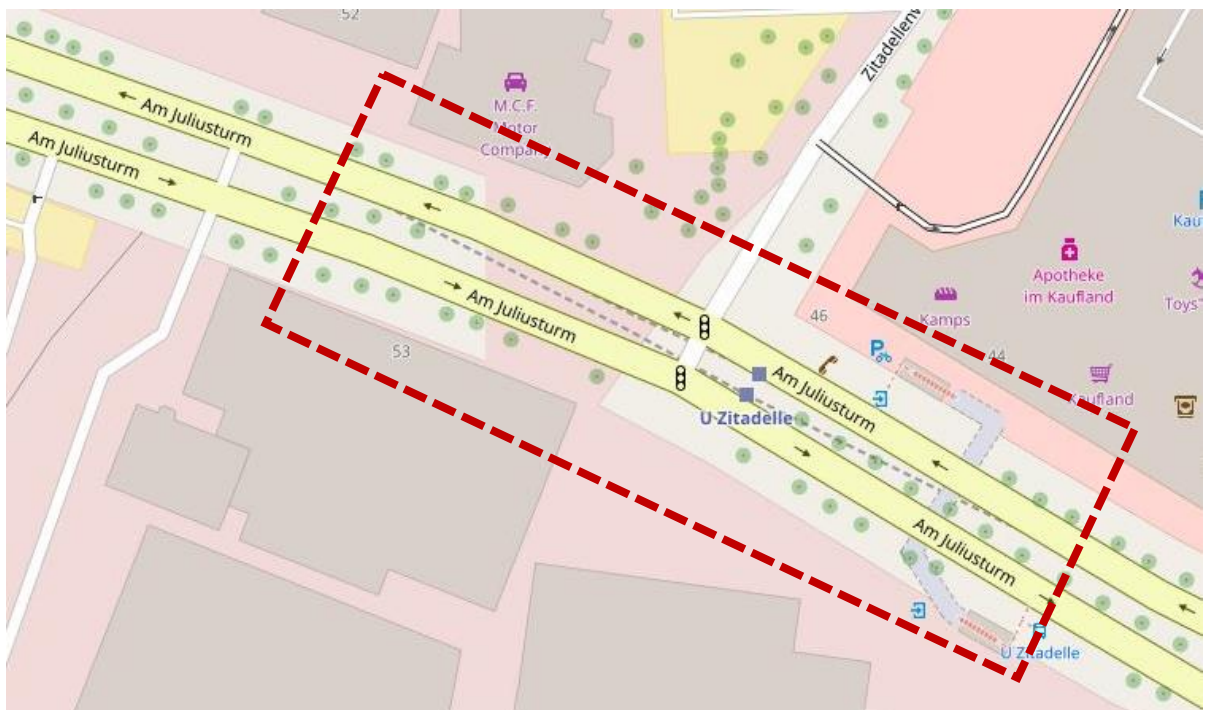 52
Zitadellenw
M.C.F.
Motor
Company
Am Juliusturm
Am Juliusturm
Kau
Apotheke
im Kaufland
Toys"
Kamps
46
P
44
Kaufland
Am Juliusturm
53
Am Juliusturm
U Zitadelle
Am Juliusturm
U Zitadelle